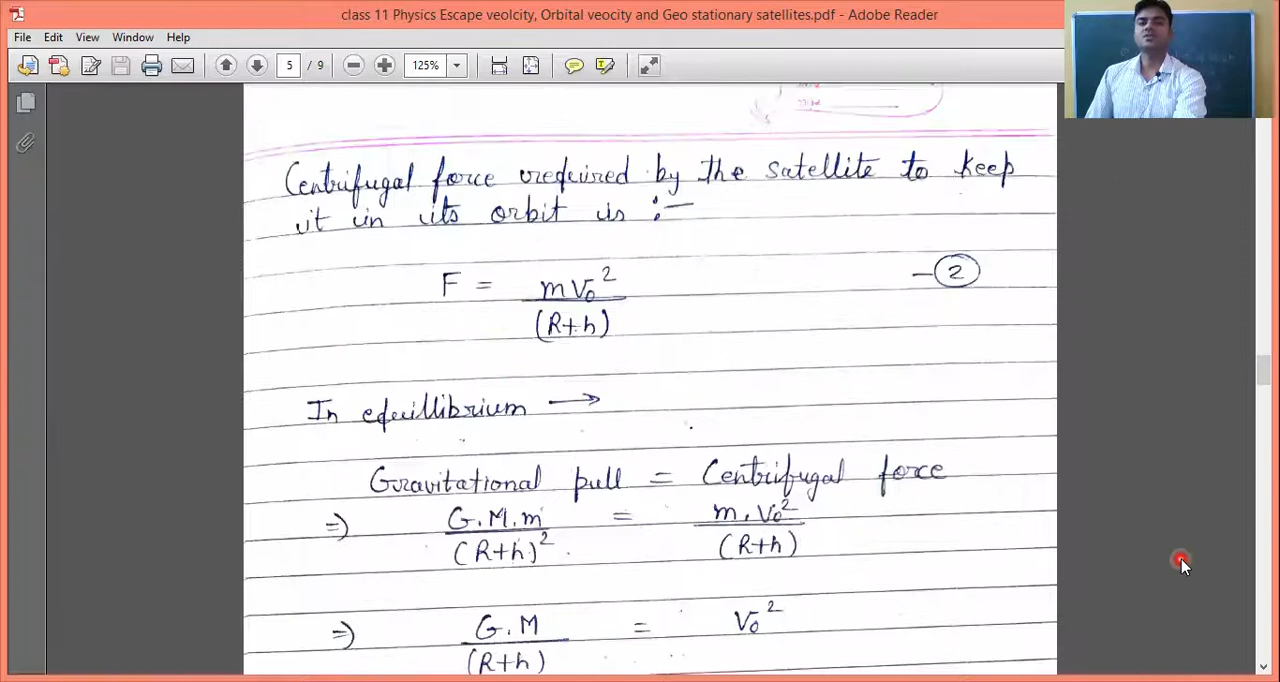 class 11 Physics Escape veolcity, Orbital veocity and Geo stationary satellites.pdf - Adobe Reader
File Edit View Window Help
5 / 9 125%
Centrifugal force required by the satellite to keep
it in its orbit is :-
F = mv₀² / (R+h) - 2
In equillibrium →
Gravitational pull = Centrifugal force
⇒ G.M.m / (R+h)² = m.v₀² / (R+h)
⇒ G.M / (R+h) = v₀²